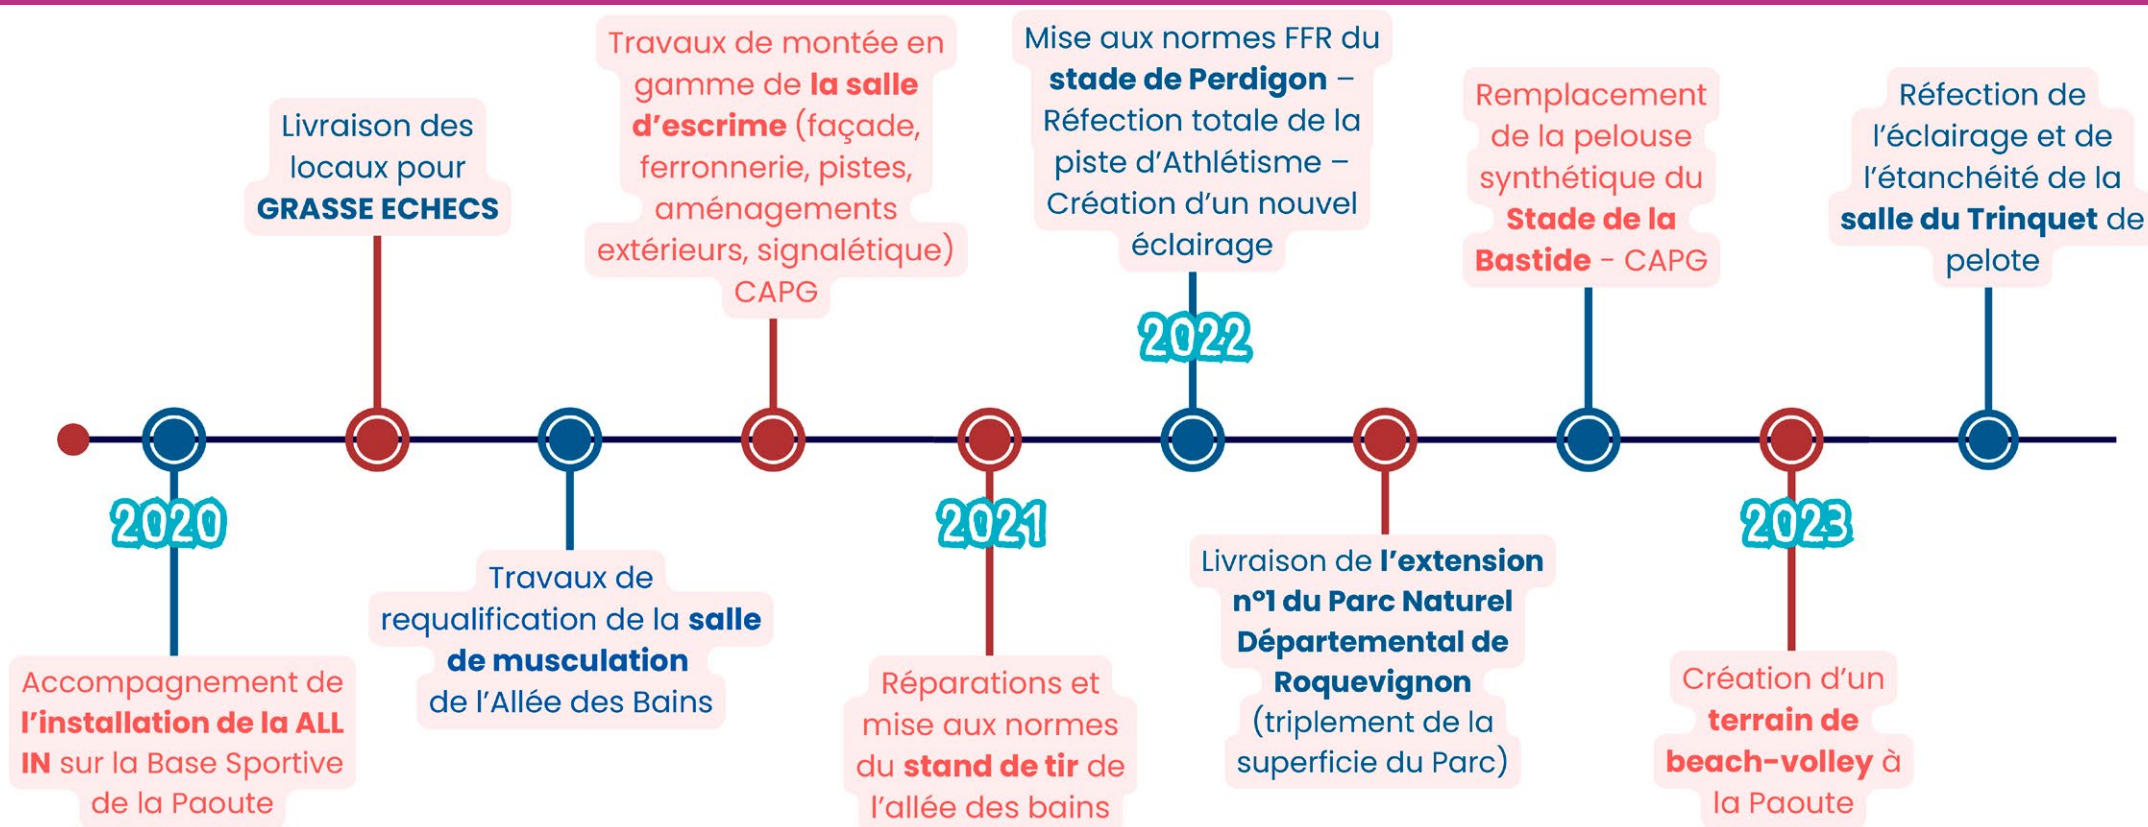 2020
Accompagnement de
l'installation de la ALL
IN sur la Base Sportive
de la Paoute
Livraison des
locaux pour
GRASSE ECHECS
Travaux de
requalification de la salle
de musculation
de l'Allée des Bains
Travaux de montée en
gamme de la salle
d'escrime (façade,
ferronnerie, pistes,
aménagements
extérieurs, signalétique)
CAPG
2021
Réparations et
mise aux normes
du stand de tir de
l'allée des bains
Mise aux normes FFR du
stade de Perdigon –
Réfection totale de la
piste d'Athlétisme –
Création d'un nouvel
éclairage
2022
Livraison de l'extension
n°1 du Parc Naturel
Départemental de
Roquevignon
(triplement de la
superficie du Parc)
Remplacement
de la pelouse
synthétique du
Stade de la
Bastide - CAPG
2023
Création d'un
terrain de
beach-volley à
la Paoute
Réfection de
l'éclairage et de
l'étanchéité de la
salle du Trinquet de
pelote